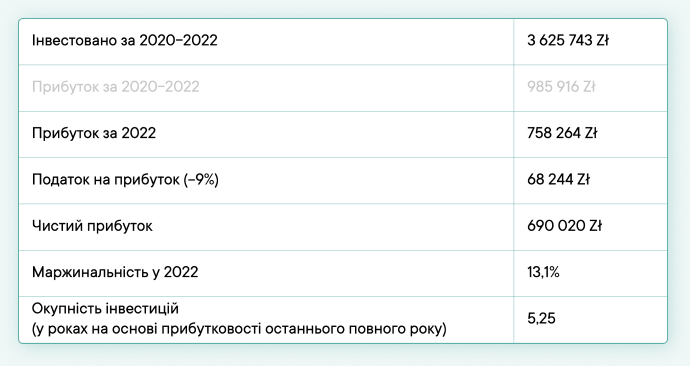 Інвестовано за 2020–2022 3 625 743 Zł
Прибуток за 2020–2022 985 916 Zł
Прибуток за 2022 758 264 Zł
Податок на прибуток (–9%) 68 244 Zł
Чистий прибуток 690 020 Zł
Маржинальність у 2022 13,1%
Окупність інвестицій
(у роках на основі прибутковості останнього повного року) 5,25